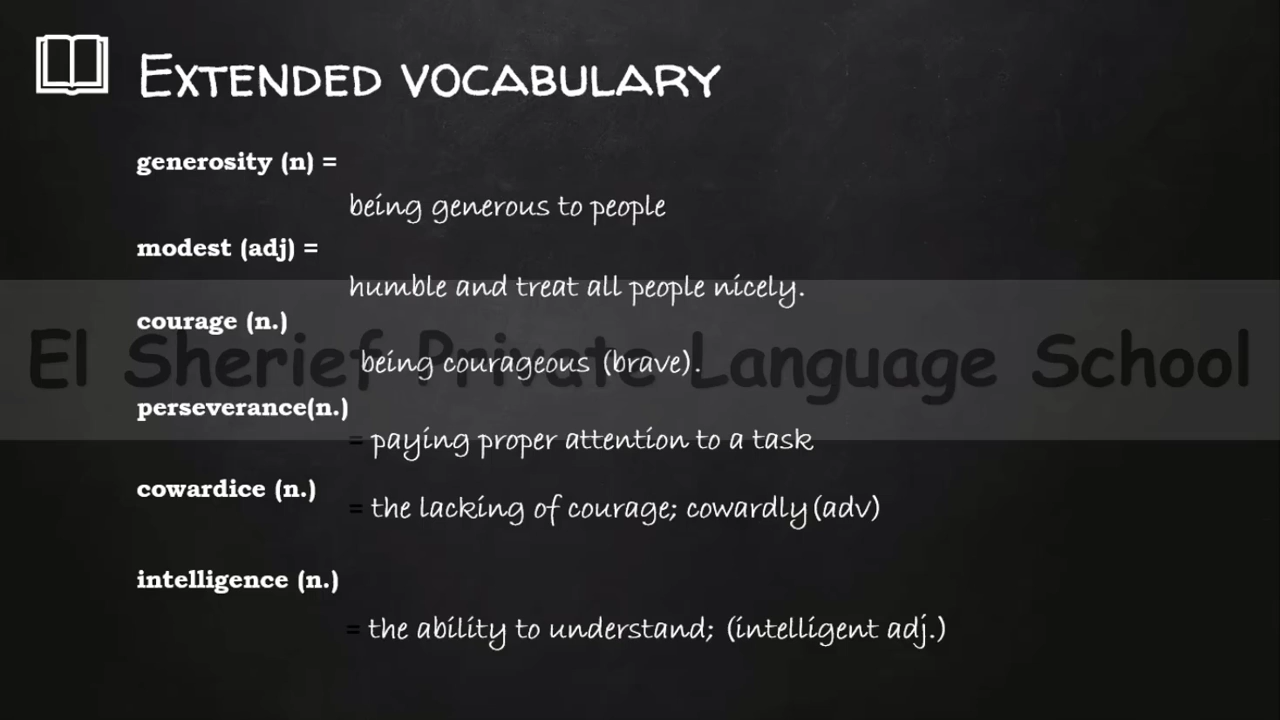 Extended vocabulary
generosity (n) =
being generous to people
modest (adj) =
humble and treat all people nicely.
courage (n.)
El Sherief Private Language School
being courageous (brave).
perseverance(n.)
= paying proper attention to a task
cowardice (n.)
= the lacking of courage; cowardly (adv)
intelligence (n.)
= the ability to understand; (intelligent adj.)